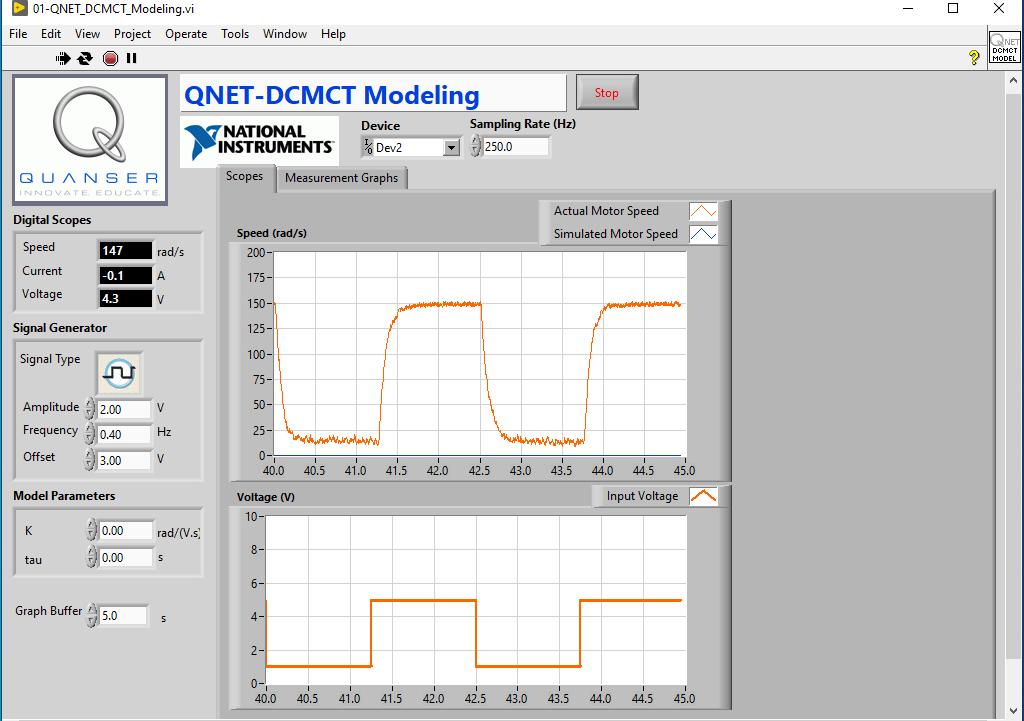 01-QNET_DCMCT_Modeling.vi
File Edit View Project Operate Tools Window Help
QNET
DCMCT
MODEL
QUANSER
INNOVATE. EDUCATE.
QNET-DCMCT Modeling
Stop
NATIONAL
INSTRUMENTS
Device
Dev2
Sampling Rate (Hz)
250.0
Scopes Measurement Graphs
Digital Scopes
Speed 147 rad/s
Current -0.1 A
Voltage 4.3 V
Signal Generator
Signal Type
Amplitude 2.00 V
Frequency 0.40 Hz
Offset 3.00 V
Model Parameters
K 0.00 rad/(V.s)
tau 0.00 s
Graph Buffer 5.0 s
Actual Motor Speed
Simulated Motor Speed
Speed (rad/s)
200
175
150
125
100
75
50
25
0
40.0 40.5 41.0 41.5 42.0 42.5 43.0 43.5 44.0 44.5 45.0
Voltage (V)
Input Voltage
10
8
6
4
2
0
40.0 40.5 41.0 41.5 42.0 42.5 43.0 43.5 44.0 44.5 45.0